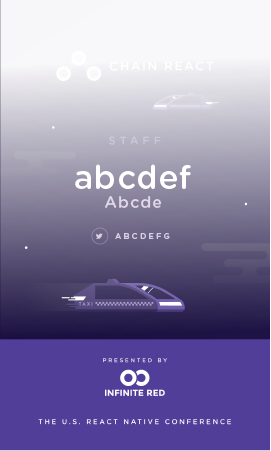 CHAIN REACT
STAFF
abcdef
Abcde
ABCDEFG
TAXI
PRESENTED BY
INFINITE RED
THE U.S. REACT NATIVE CONFERENCE